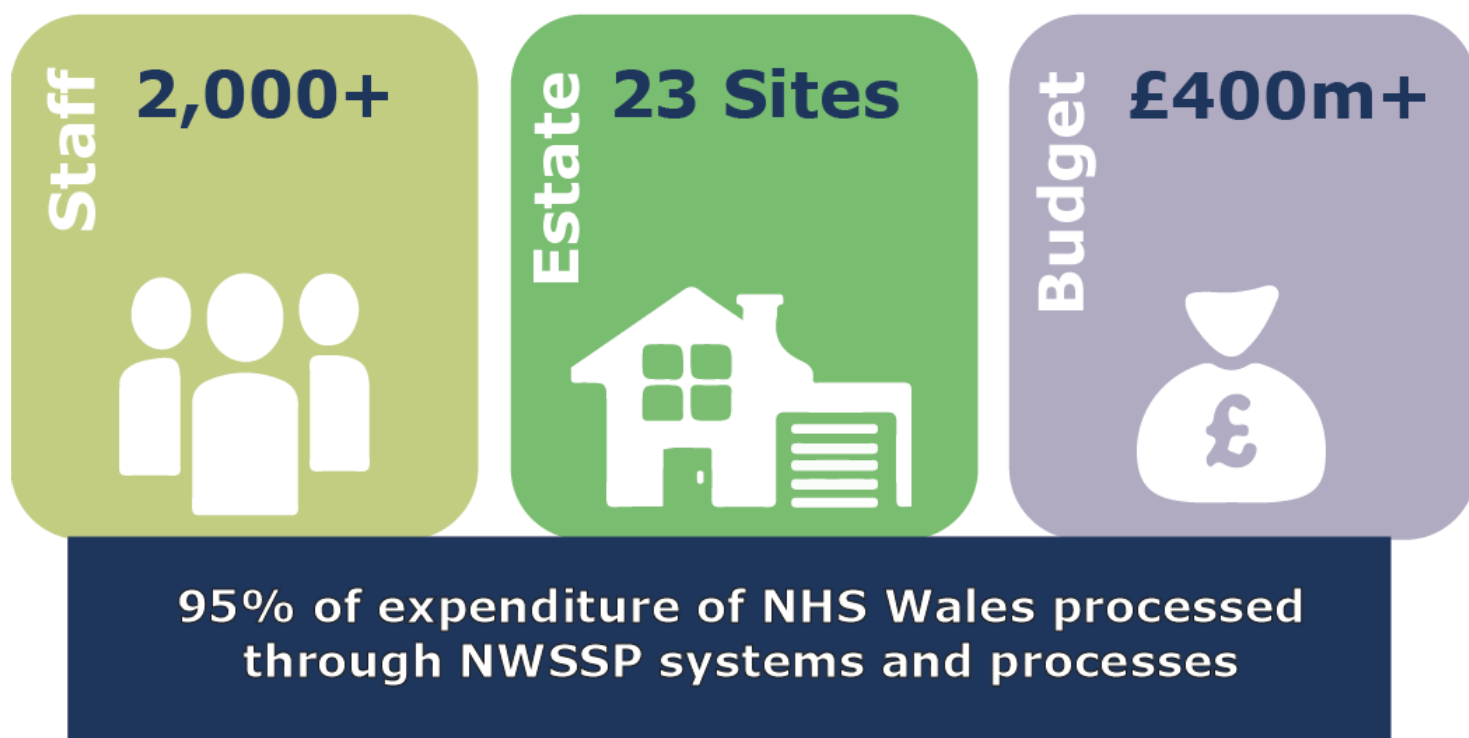 Staff
2,000+
Estate
23 Sites
Budget
£400m+
£
95% of expenditure of NHS Wales processed
through NWSSP systems and processes